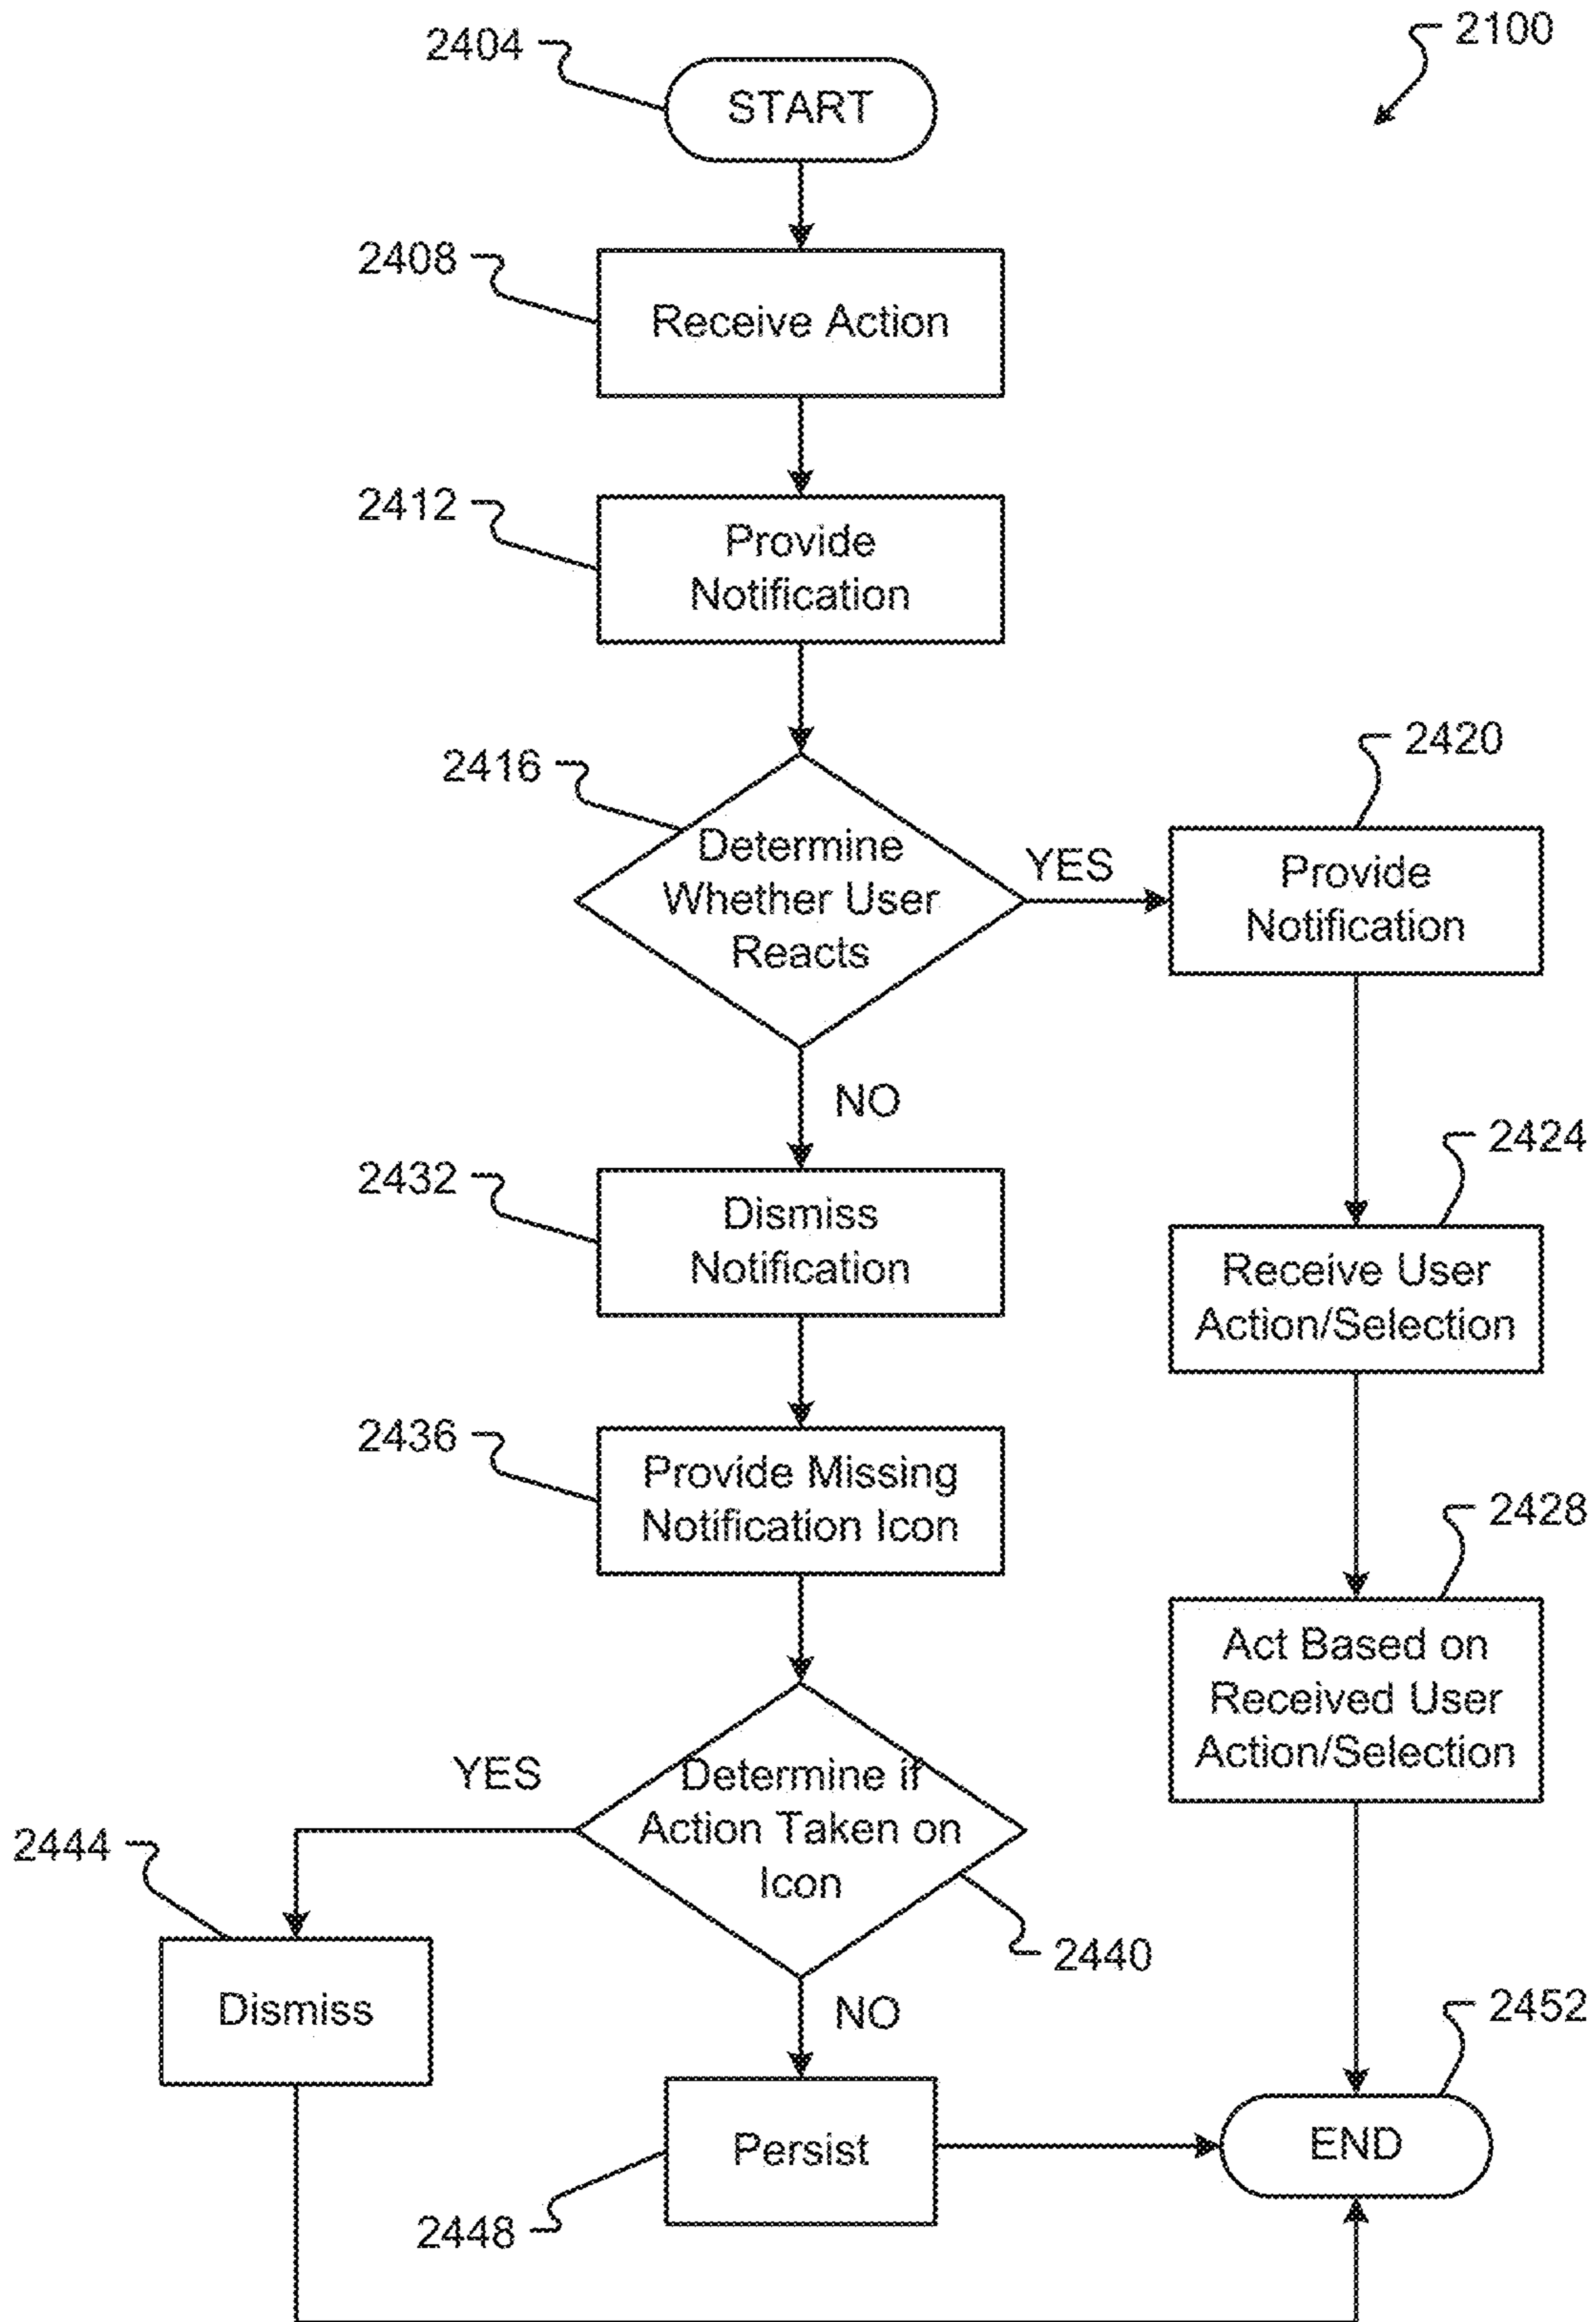 2100
2404
START
2408
Receive Action
2412
Provide
Notification
2416
Determine
Whether User
Reacts
YES
2420
Provide
Notification
NO
2424
Receive User
Action/Selection
2432
Dismiss
Notification
2436
Provide Missing
Notification Icon
2428
Act Based on
Received User
Action/Selection
YES
Determine if
Action Taken on
Icon
2440
2444
Dismiss
NO
2448
Persist
2452
END